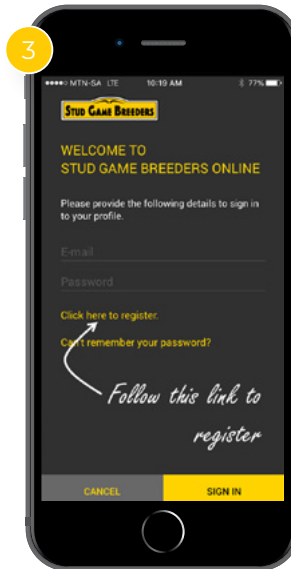 3
MTN-SA LTE 10:19 AM 77%
STUD GAME BREEDERS
WELCOME TO
STUD GAME BREEDERS ONLINE
Please provide the following details to sign in
to your profile.
E-mail
Password
Click here to register.
Can't remember your password?
Follow this link to
register
CANCEL SIGN IN